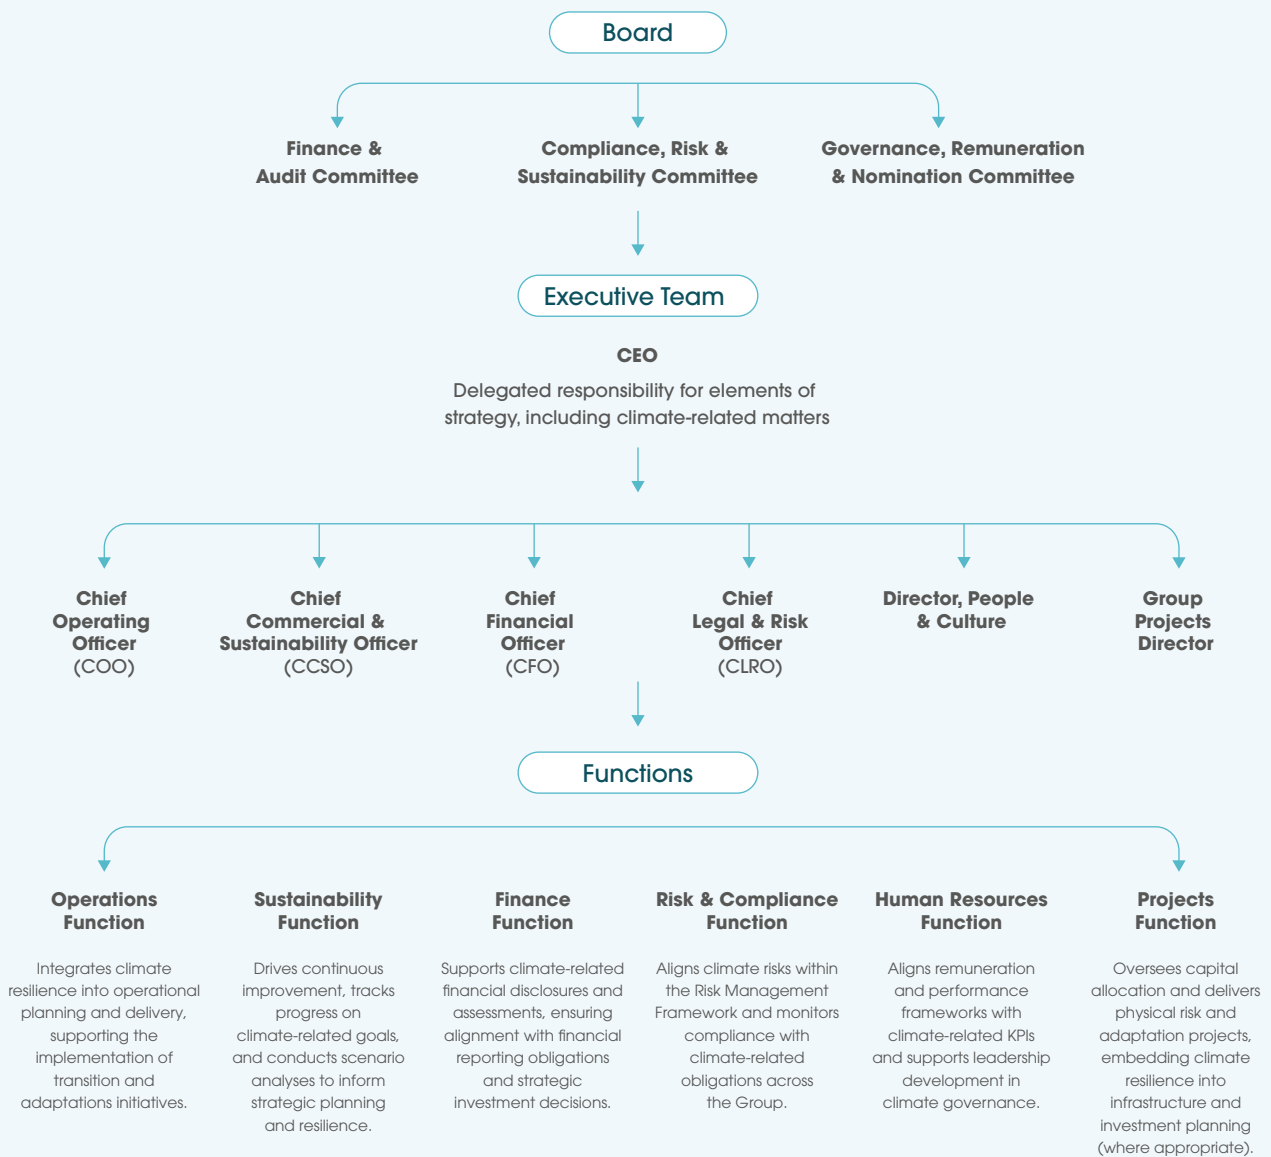 Board
Finance &
Audit Committee
Compliance, Risk &
Sustainability Committee
Governance, Remuneration
& Nomination Committee
Executive Team
CEO
Delegated responsibility for elements of
strategy, including climate-related matters
Chief
Operating
Officer
(COO)
Chief
Commercial &
Sustainability Officer
(CCSO)
Chief
Financial
Officer
(CFO)
Chief
Legal & Risk
Officer
(CLRO)
Director, People
& Culture
Group
Projects
Director
Functions
Operations
Function
Integrates climate
resilience into operational
planning and delivery,
supporting the
implementation of
transition and
adaptations initiatives.
Sustainability
Function
Drives continuous
improvement, tracks
progress on
climate-related goals,
and conducts scenario
analyses to inform
strategic planning
and resilience.
Finance
Function
Supports climate-related
financial disclosures and
assessments, ensuring
alignment with financial
reporting obligations
and strategic
investment decisions.
Risk & Compliance
Function
Aligns climate risks within
the Risk Management
Framework and monitors
compliance with
climate-related
obligations across
the Group.
Human Resources
Function
Aligns remuneration
and performance
frameworks with
climate-related KPIs
and supports leadership
development in
climate governance.
Projects
Function
Oversees capital
allocation and delivers
physical risk and
adaptation projects,
embedding climate
resilience into
infrastructure and
investment planning
(where appropriate).